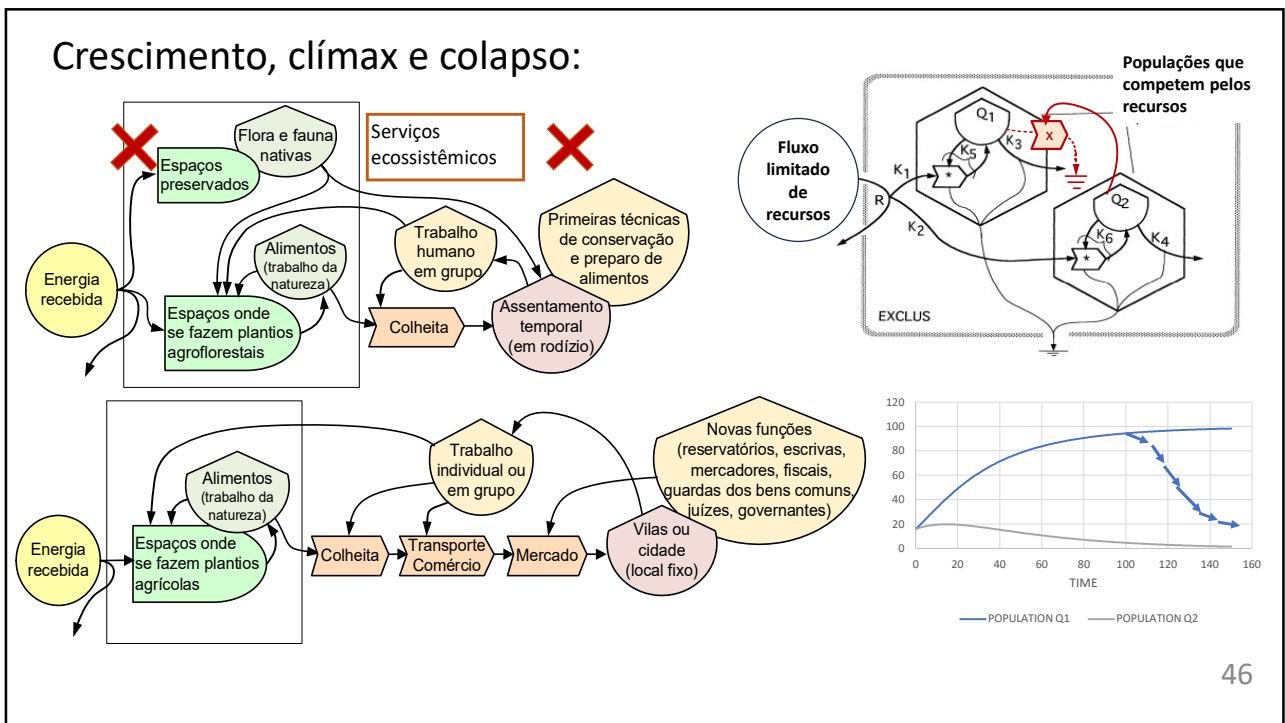 Crescimento, clímax e colapso:
Flora e fauna
nativas
Espaços
preservados
Serviços
ecossistêmicos
Energia
recebida
Alimentos
(trabalho da
natureza)
Espaços onde
se fazem plantios
agroflorestais
Trabalho
humano
em grupo
Colheita
Primeiras técnicas
de conservação
e preparo de
alimentos
Assentamento
temporal
(em rodízio)
Energia
recebida
Alimentos
(trabalho da
natureza)
Espaços onde
se fazem plantios
agrícolas
Trabalho
individual ou
em grupo
Colheita
Transporte
Comércio
Mercado
Novas funções
(reservatórios, escrivas,
mercadores, fiscais,
guardas dos bens comuns,
juízes, governantes)
Vilas ou
cidade
(local fixo)
Populações que
competem pelos
recursos
Fluxo
limitado
de
recursos
R
K1
K2
Q1
K5
*
K3
x
Q2
K6
*
K4
EXCLUS
120
100
80
60
40
20
0
0 20 40 60 80 100 120 140 160
TIME
POPULATION Q1 POPULATION Q2
46